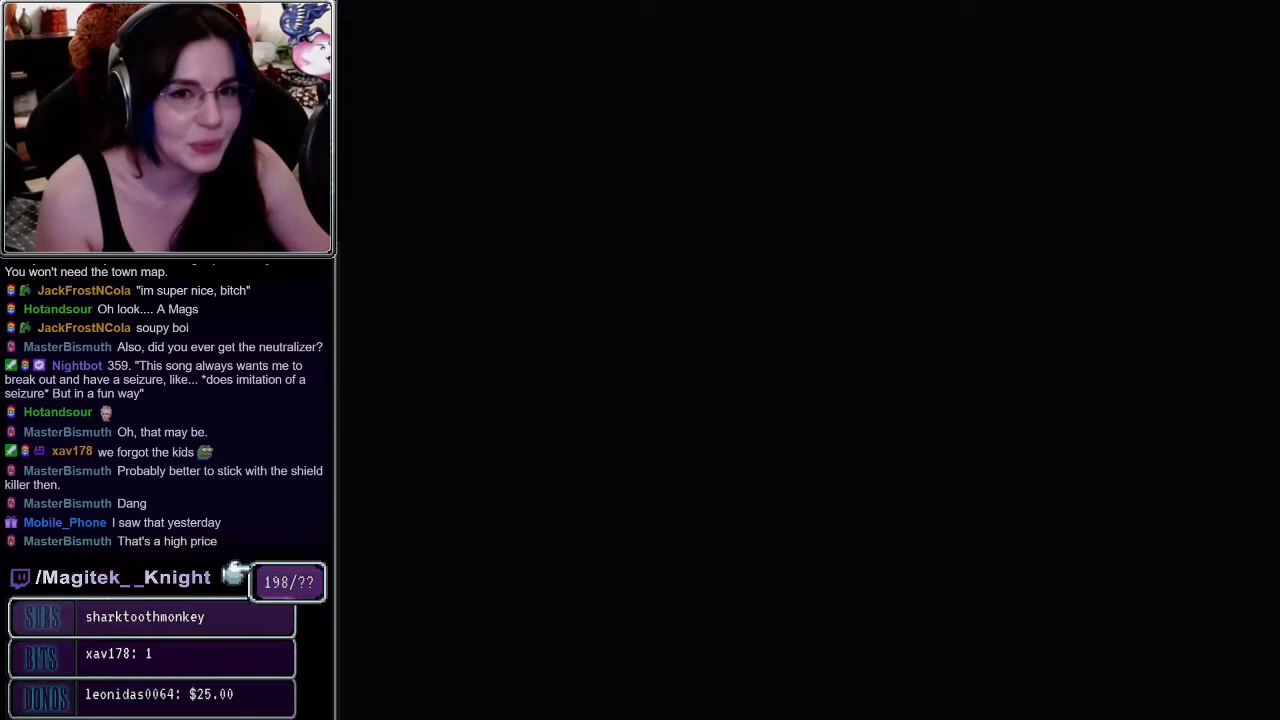 You won't need the town map.
JackFrostNCola "im super nice, bitch"
Hotandsour Oh look.... A Mags
JackFrostNCola soupy boi
MasterBismuth Also, did you ever get the neutralizer?
Nightbot 359. "This song always wants me to
break out and have a seizure, like... *does imitation of a
seizure* But in a fun way"
Hotandsour
MasterBismuth Oh, that may be.
xav178 we forgot the kids
MasterBismuth Probably better to stick with the shield
killer then.
MasterBismuth Dang
Mobile_Phone I saw that yesterday
MasterBismuth That's a high price
/Magitek__Knight
198/??
SUBS sharktoothmonkey
BITS xav178: 1
DONOS leonidas0064: $25.00